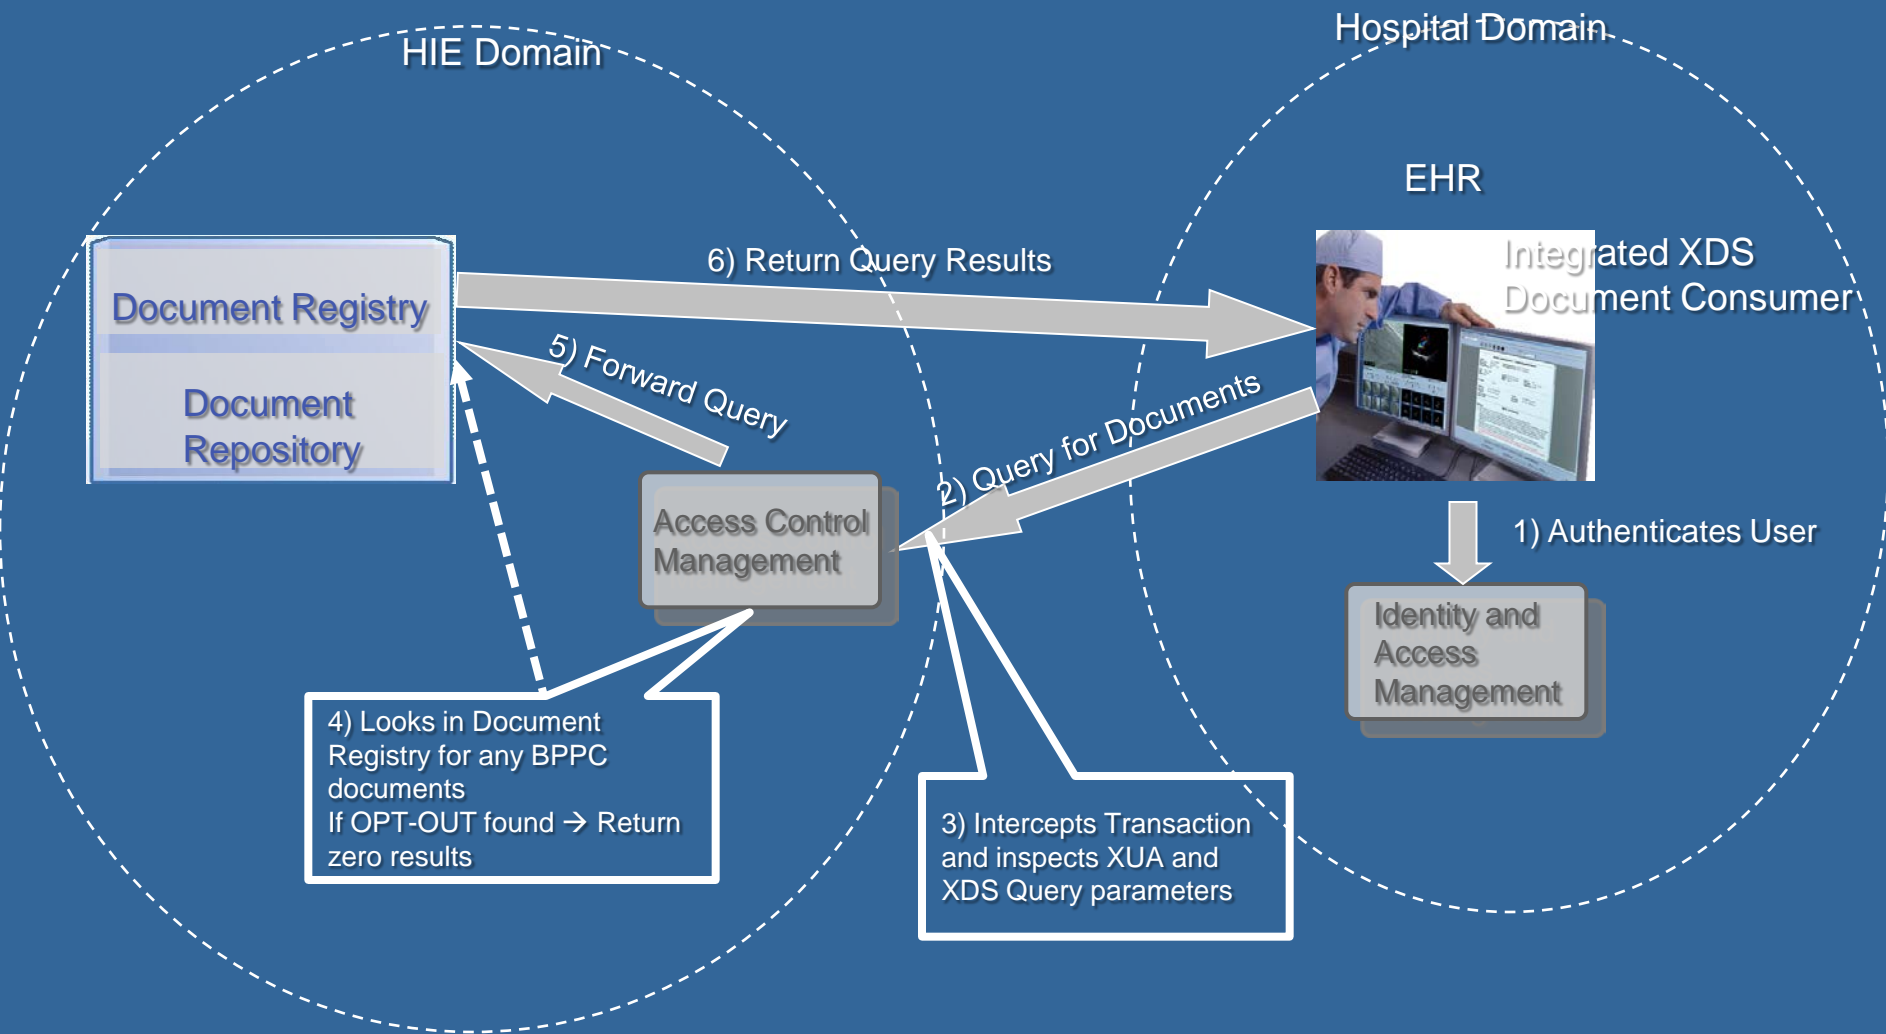 HIE Domain
Hospital Domain
EHR
Integrated XDS
Document Consumer
6) Return Query Results
Document Registry
Document
Repository
5) Forward Query
2) Query for Documents
Access Control
Management
1) Authenticates User
Identity and
Access
Management
4) Looks in Document
Registry for any BPPC
documents
If OPT-OUT found → Return
zero results
3) Intercepts Transaction
and inspects XUA and
XDS Query parameters